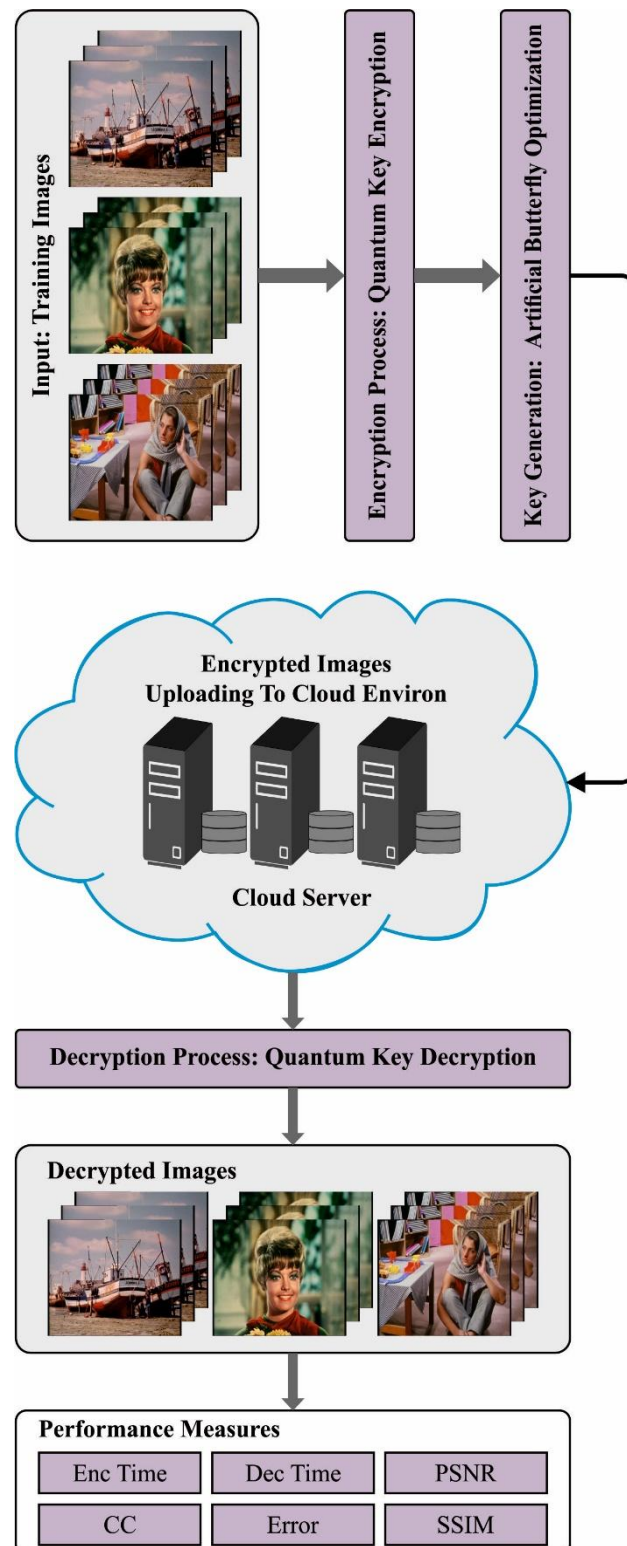 Input: Training Images
Encryption Process: Quantum Key Encryption
Key Generation:  Artificial Butterfly Optimization
Encrypted Images
Uploading To Cloud Environ
Cloud Server
Decryption Process: Quantum Key Decryption
Decrypted Images
Performance Measures
Enc Time
Dec Time
PSNR
CC
Error
SSIM